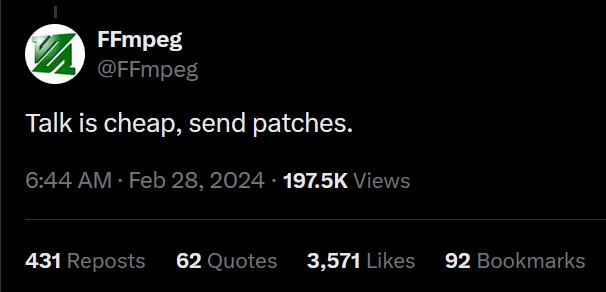 FFmpeg
@FFmpeg
Talk is cheap, send patches.
6:44 AM · Feb 28, 2024 · 197.5K Views
431 Reposts 62 Quotes 3,571 Likes 92 Bookmarks